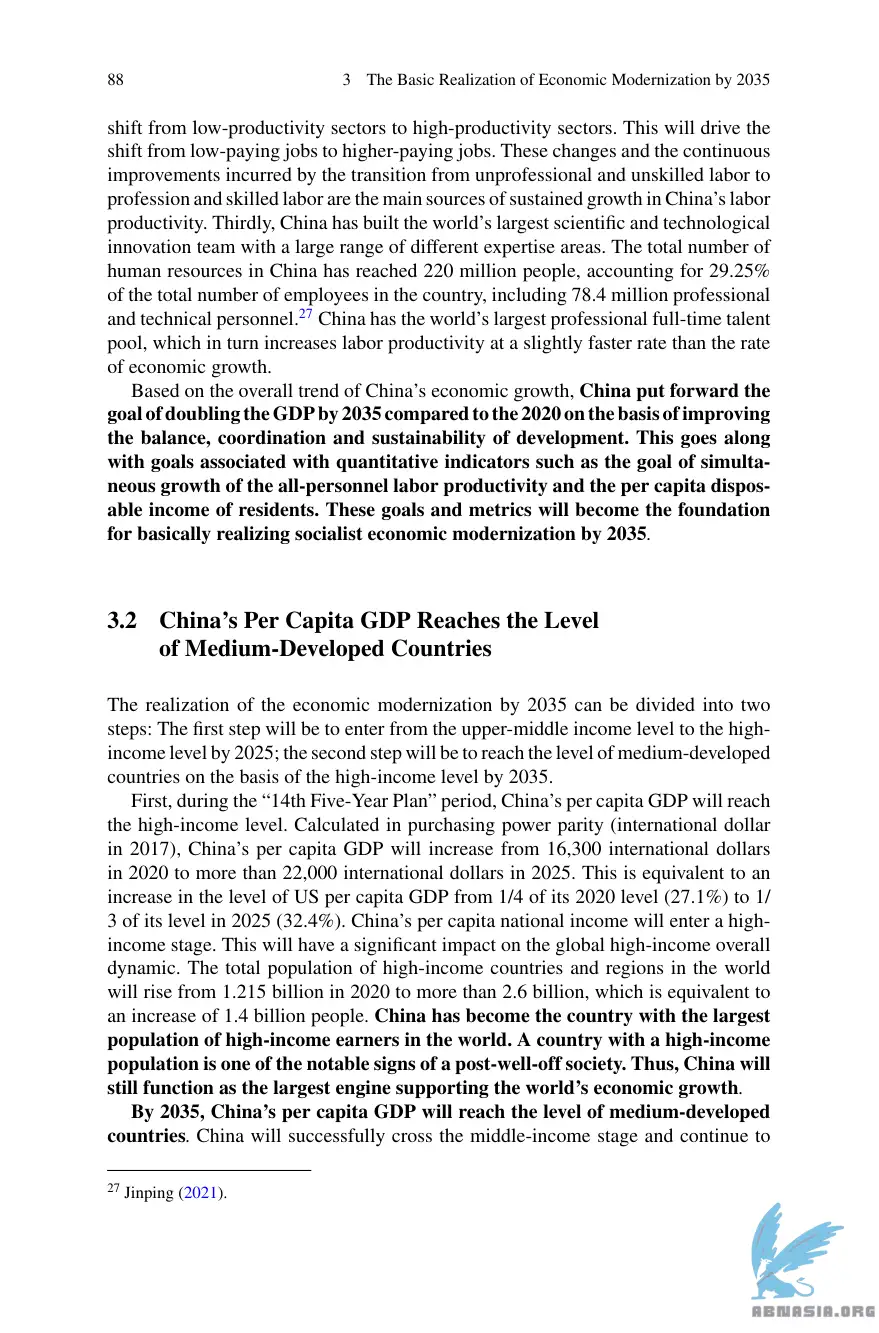 88 3 The Basic Realization of Economic Modernization by 2035
shift from low-productivity sectors to high-productivity sectors. This will drive the
shift from low-paying jobs to higher-paying jobs. These changes and the continuous
improvements incurred by the transition from unprofessional and unskilled labor to
profession and skilled labor are the main sources of sustained growth in China's labor
productivity. Thirdly, China has built the world's largest scientific and technological
innovation team with a large range of different expertise areas. The total number of
human resources in China has reached 220 million people, accounting for 29.25%
of the total number of employees in the country, including 78.4 million professional
and technical personnel.27 China has the world's largest professional full-time talent
pool, which in turn increases labor productivity at a slightly faster rate than the rate
of economic growth.
Based on the overall trend of China's economic growth, China put forward the
goal of doubling the GDP by 2035 compared to the 2020 on the basis of improving
the balance, coordination and sustainability of development. This goes along
with goals associated with quantitative indicators such as the goal of simulta-
neous growth of the all-personnel labor productivity and the per capita dispos-
able income of residents. These goals and metrics will become the foundation
for basically realizing socialist economic modernization by 2035.
3.2 China's Per Capita GDP Reaches the Level
of Medium-Developed Countries
The realization of the economic modernization by 2035 can be divided into two
steps: The first step will be to enter from the upper-middle income level to the high-
income level by 2025; the second step will be to reach the level of medium-developed
countries on the basis of the high-income level by 2035.
First, during the "14th Five-Year Plan" period, China's per capita GDP will reach
the high-income level. Calculated in purchasing power parity (international dollar
in 2017), China's per capita GDP will increase from 16,300 international dollars
in 2020 to more than 22,000 international dollars in 2025. This is equivalent to an
increase in the level of US per capita GDP from 1/4 of its 2020 level (27.1%) to 1/
3 of its level in 2025 (32.4%). China's per capita national income will enter a high-
income stage. This will have a significant impact on the global high-income overall
dynamic. The total population of high-income countries and regions in the world
will rise from 1.215 billion in 2020 to more than 2.6 billion, which is equivalent to
an increase of 1.4 billion people. China has become the country with the largest
population of high-income earners in the world. A country with a high-income
population is one of the notable signs of a post-well-off society. Thus, China will
still function as the largest engine supporting the world's economic growth.
By 2035, China's per capita GDP will reach the level of medium-developed
countries. China will successfully cross the middle-income stage and continue to
27 Jinping (2021).
ABNASIA.ORG